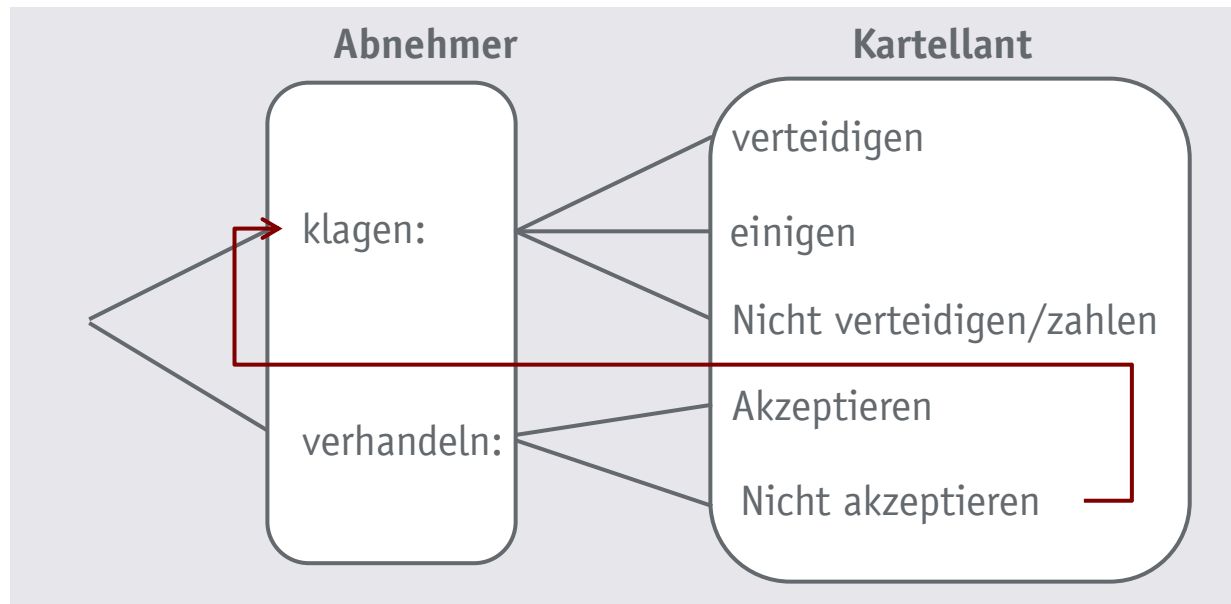 Abnehmer
klagen:
verhandeln:
Kartellant
verteidigen
einigen
Nicht verteidigen/zahlen
Akzeptieren
Nicht akzeptieren